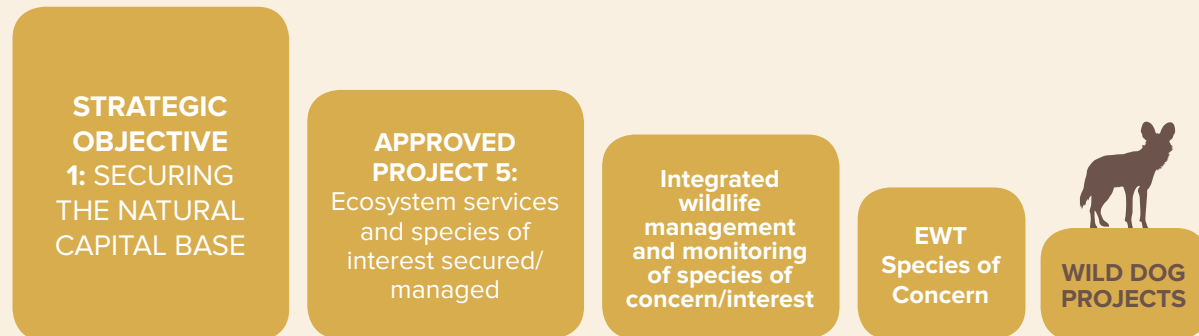 STRATEGIC
OBJECTIVE
1: SECURING
THE NATURAL
CAPITAL BASE
APPROVED
PROJECT 5:
Ecosystem services
and species of
interest secured/
managed
Integrated
wildlife
management
and monitoring
of species of
concern/interest
EWT
Species of
Concern
WILD DOG
PROJECTS